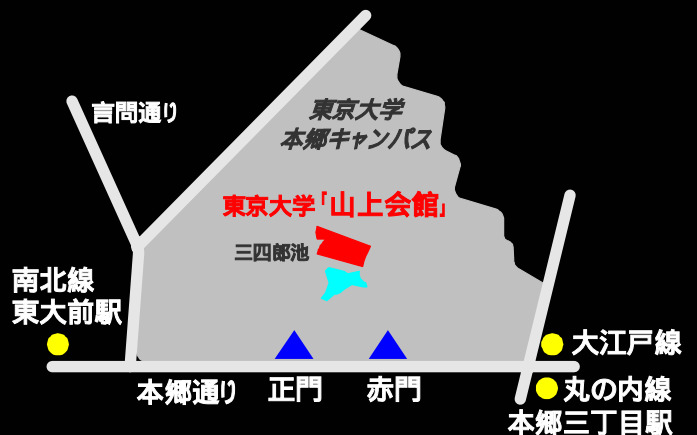 言問通り
東京大学
本郷キャンパス
東京大学「山上会館」
三四郎池
南北線
東大前駅
本郷通り
正門
赤門
大江戸線
丸の内線
本郷三丁目駅